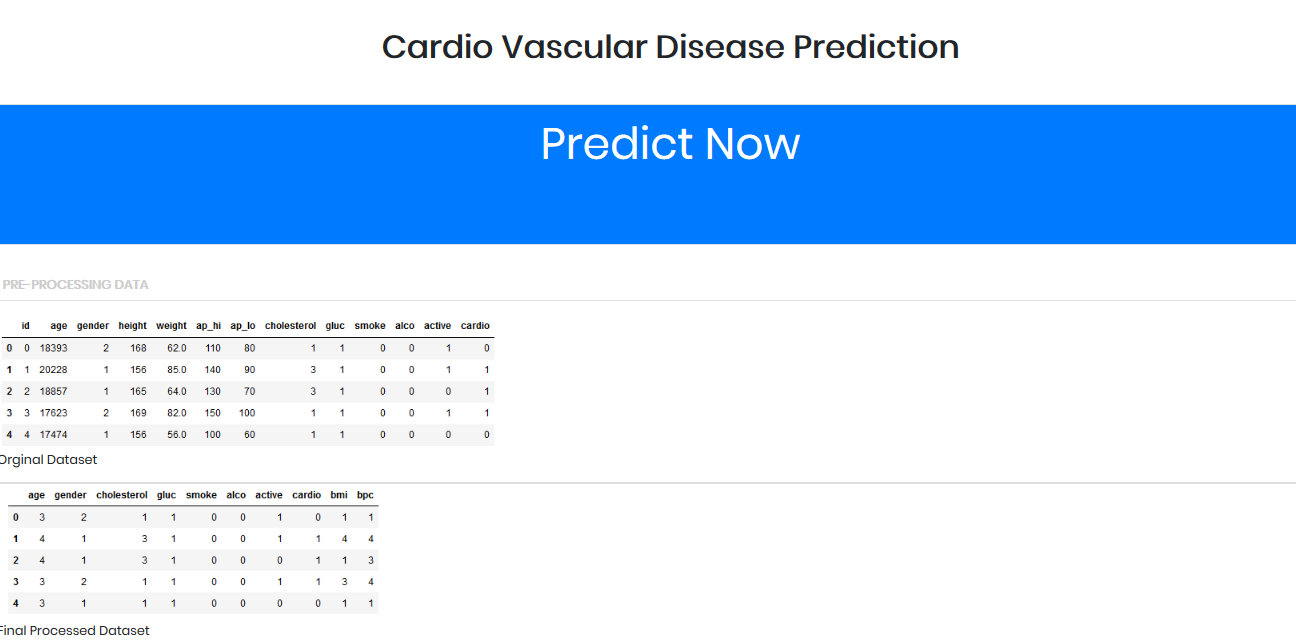 Cardio Vascular Disease Prediction
Predict Now
PRE-PROCESSING DATA
id age gender height weight ap_hi ap_lo cholesterol gluc smoke alco active cardio
0 0 18393 2 168 62.0 110 80 1 1 0 0 1 0
1 1 20228 1 156 85.0 140 90 3 1 0 0 1 1
2 2 18857 1 165 64.0 130 70 3 1 0 0 0 1
3 3 17623 2 169 82.0 150 100 1 1 0 0 1 1
4 4 17474 1 156 56.0 100 60 1 1 0 0 0 0
Orginal Dataset
age gender cholesterol gluc smoke alco active cardio bmi bpc
0 3 2 1 1 0 0 1 0 1 1
1 4 1 3 1 0 0 1 1 4 4
2 4 1 3 1 0 0 0 1 1 3
3 3 2 1 1 0 0 1 1 3 4
4 3 1 1 1 0 0 0 0 1 1
Final Processed Dataset